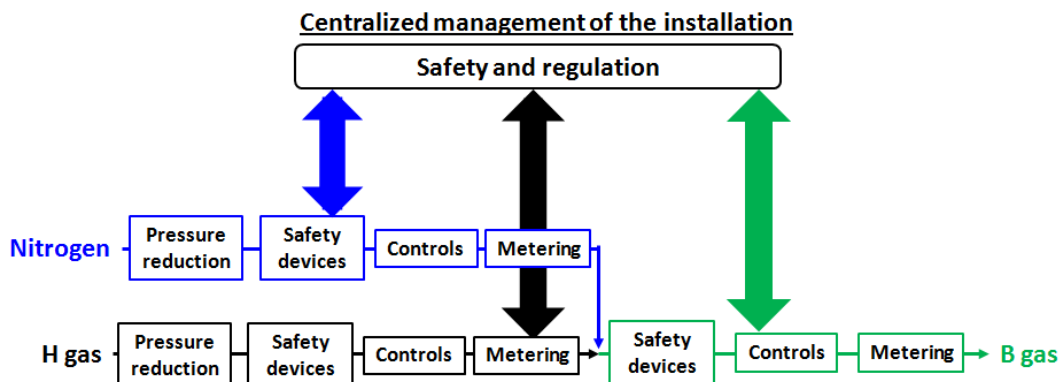 Centralized management of the installation
Safety and regulation
Nitrogen
Pressure
reduction
Safety
devices
Controls
Metering
H gas
Pressure
reduction
Safety
devices
Controls
Metering
Safety
devices
Controls
Metering
B gas